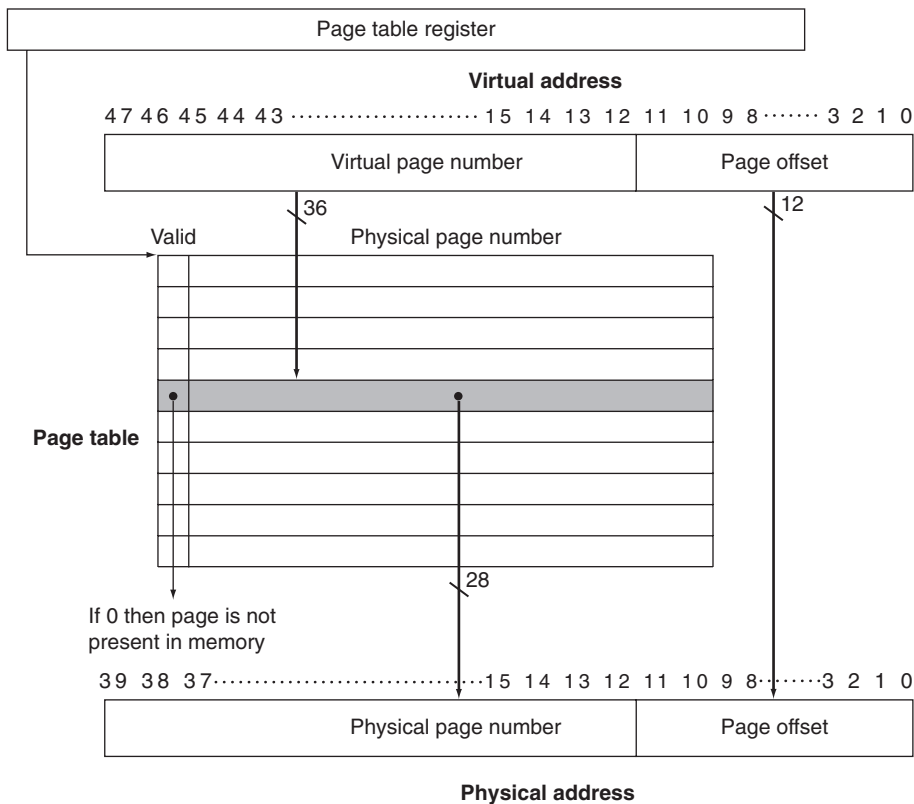 Page table register
Virtual address
47 46 45 44 43 ····················· 15 14 13 12 11 10 9 8 ······· 3 2 1 0
Virtual page number Page offset
36 12
Valid Physical page number
Page table
28
If 0 then page is not
present in memory
39 38 37······························15 14 13 12 11 10 9 8········3 2 1 0
Physical page number Page offset
Physical address